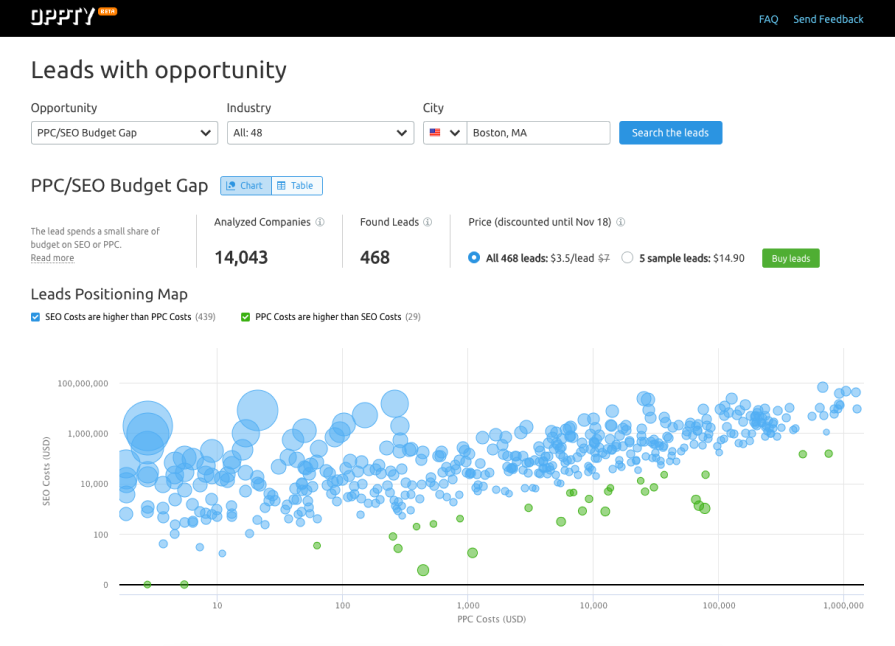 OPPTY BETA
FAQ Send Feedback
Leads with opportunity
Opportunity Industry City
PPC/SEO Budget Gap All: 48 Boston, MA Search the leads
PPC/SEO Budget Gap Chart Table
The lead spends a small share of
budget on SEO or PPC.
Read more
Analyzed Companies
14,043
Found Leads
468
Price (discounted until Nov 18)
All 468 leads: $3.5/lead $7 5 sample leads: $14.90 Buy leads
Leads Positioning Map
SEO Costs are higher than PPC Costs (439) PPC Costs are higher than SEO Costs (29)
SEO Costs (USD)
100,000,000
1,000,000
10,000
100
0
10 100 1,000 10,000 100,000 1,000,000
PPC Costs (USD)